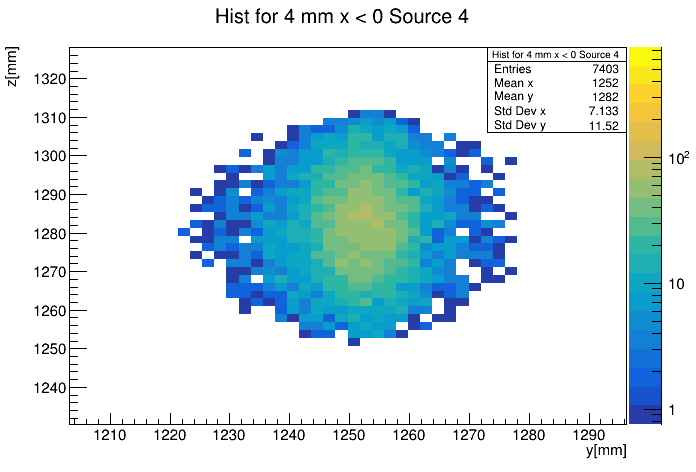 Hist for 4 mm x < 0 Source 4
z[mm]
Hist for 4 mm x < 0 Source 4
Entries 7403
Mean x 1252
Mean y 1282
Std Dev x 7.133
Std Dev y 11.52
1320
1310
1300
1290
1280
1270
1260
1250
1240
10²
10
1
1210 1220 1230 1240 1250 1260 1270 1280 1290
y[mm]